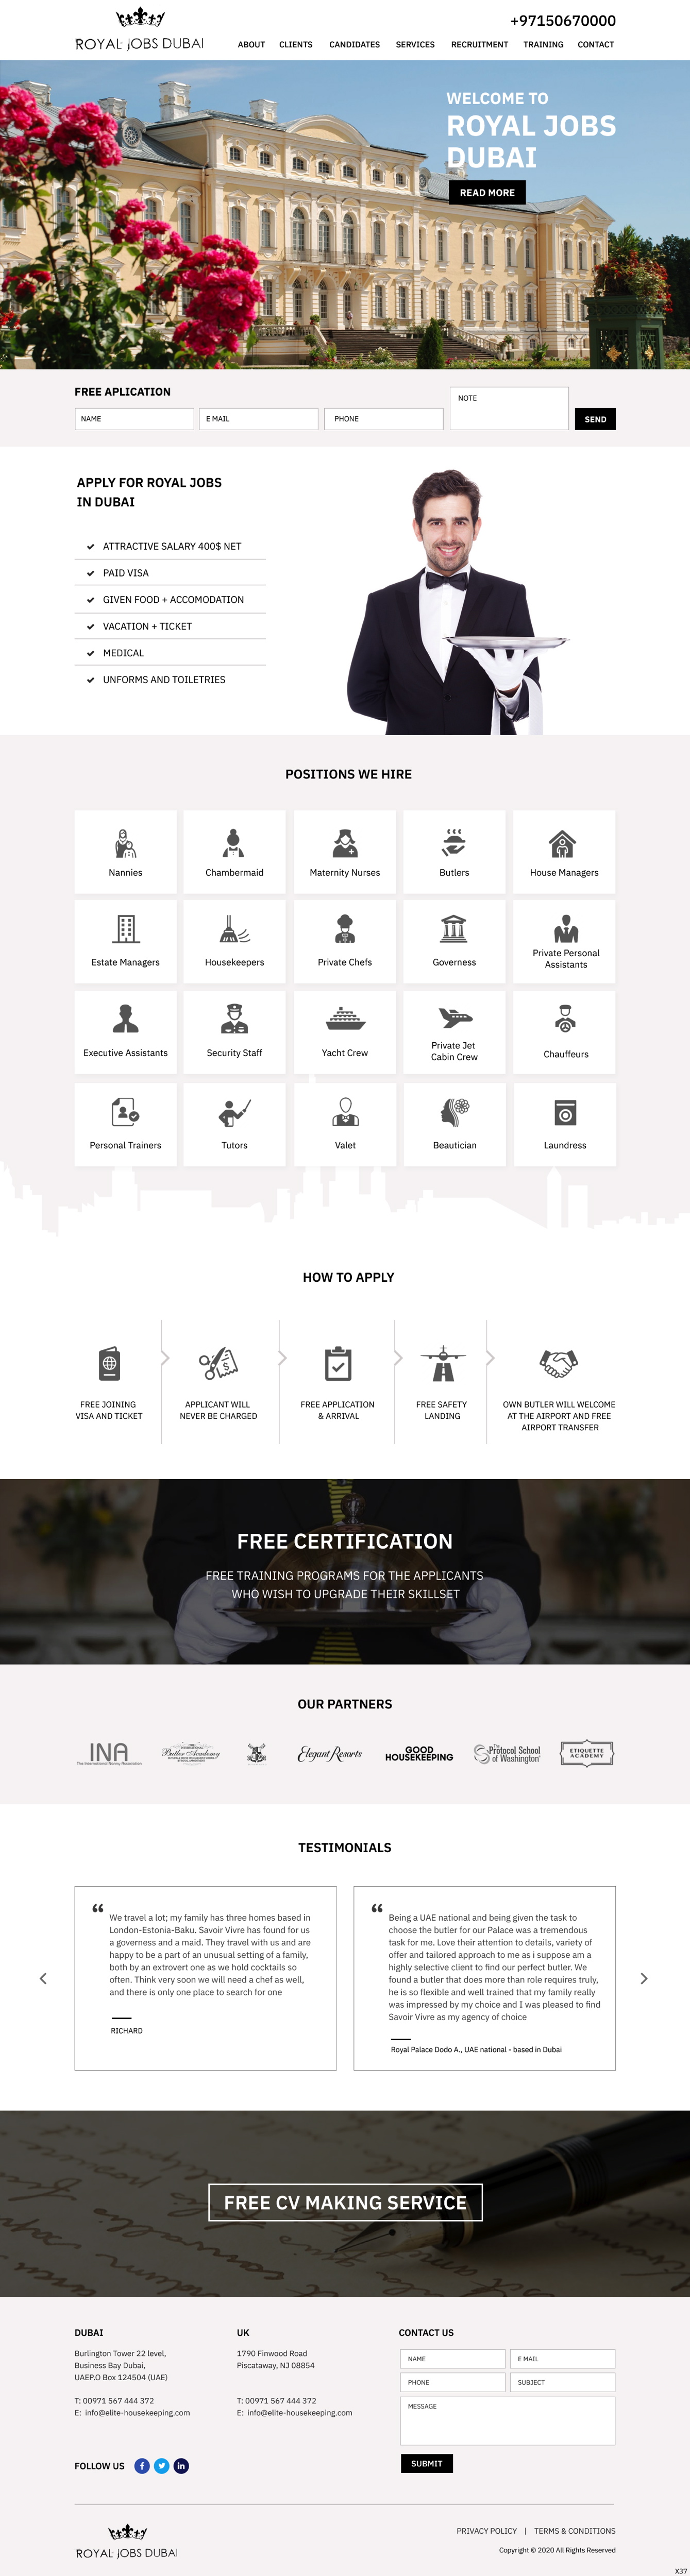 ROYAL JOBS DUBAI
+97150670000
ABOUT CLIENTS CANDIDATES SERVICES RECRUITMENT TRAINING CONTACT
WELCOME TO
ROYAL JOBS
DUBAI
READ MORE
FREE APLICATION
NAME
E MAIL
PHONE
NOTE
SEND
APPLY FOR ROYAL JOBS
IN DUBAI
ATTRACTIVE SALARY 400$ NET
PAID VISA
GIVEN FOOD + ACCOMODATION
VACATION + TICKET
MEDICAL
UNFORMS AND TOILETRIES
POSITIONS WE HIRE
Nannies
Chambermaid
Maternity Nurses
Butlers
House Managers
Estate Managers
Housekeepers
Private Chefs
Governess
Private Personal
Assistants
Executive Assistants
Security Staff
Yacht Crew
Private Jet
Cabin Crew
Chauffeurs
Personal Trainers
Tutors
Valet
Beautician
Laundress
HOW TO APPLY
FREE JOINING
VISA AND TICKET
APPLICANT WILL
NEVER BE CHARGED
FREE APPLICATION
& ARRIVAL
FREE SAFETY
LANDING
OWN BUTLER WILL WELCOME
AT THE AIRPORT AND FREE
AIRPORT TRANSFER
FREE CERTIFICATION
FREE TRAINING PROGRAMS FOR THE APPLICANTS
WHO WISH TO UPGRADE THEIR SKILLSET
OUR PARTNERS
INA
The International Nanny Association
Butler Academy
Elegant Resorts
GOOD
HOUSEKEEPING
The Protocol School
of Washington
ETIQUETTE
ACADEMY
TESTIMONIALS
“
We travel a lot; my family has three homes based in
London-Estonia-Baku. Savoir Vivre has found for us
a governess and a maid. They travel with us and are
happy to be a part of an unusual setting of a family,
both by an extrovert one as we hold cocktails so
often. Think very soon we will need a chef as well,
and there is only one place to search for one
RICHARD
“
Being a UAE national and being given the task to
choose the butler for our Palace was a tremendous
task for me. Love their attention to details, variety of
offer and tailored approach to me as i suppose am a
highly selective client to find our perfect butler. We
found a butler that does more than role requires truly,
he is so flexible and well trained that my family really
was impressed by my choice and I was pleased to find
Savoir Vivre as my agency of choice
Royal Palace Dodo A., UAE national - based in Dubai
FREE CV MAKING SERVICE
DUBAI
Burlington Tower 22 level,
Business Bay Dubai,
UAEP.O Box 124504 (UAE)
T: 00971 567 444 372
E: info@elite-housekeeping.com
UK
1790 Finwood Road
Piscataway, NJ 08854
T: 00971 567 444 372
E: info@elite-housekeeping.com
CONTACT US
NAME
E MAIL
PHONE
SUBJECT
MESSAGE
SUBMIT
FOLLOW US
ROYAL JOBS DUBAI
PRIVACY POLICY | TERMS & CONDITIONS
Copyright © 2020 All Rights Reserved
X37